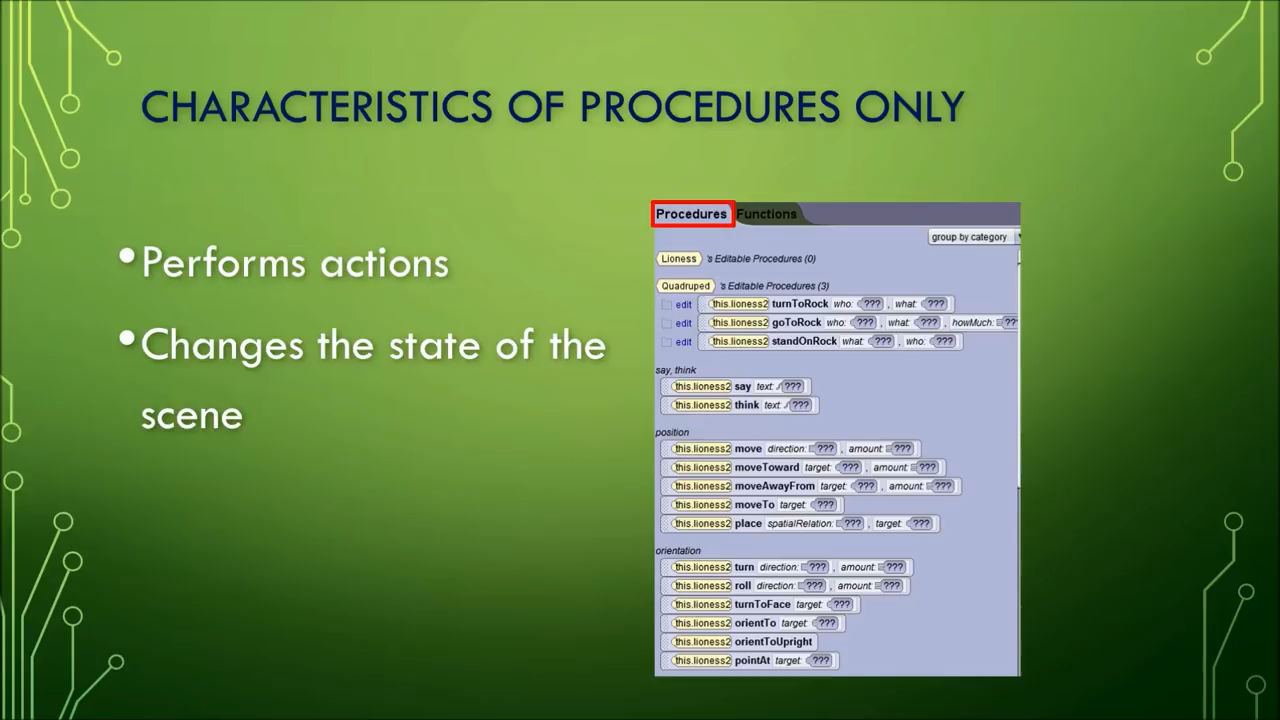 CHARACTERISTICS OF PROCEDURES ONLY
•Performs actions
•Changes the state of the
scene
Procedures Functions
group by category
Lioness 's Editable Procedures (0)
Quadruped 's Editable Procedures (3)
edit this.lioness2 turnToRock who: ??? , what: ???
edit this.lioness2 goToRock who: ??? , what: ??? , howMuch: ??
edit this.lioness2 standOnRock what: ??? , who: ???
say, think
this.lioness2 say text: ???
this.lioness2 think text: ???
position
this.lioness2 move direction: ??? , amount: ???
this.lioness2 moveToward target: ??? , amount: ???
this.lioness2 moveAwayFrom target: ??? , amount: ???
this.lioness2 moveTo target: ???
this.lioness2 place spatialRelation: ??? , target: ???
orientation
this.lioness2 turn direction: ??? , amount: ???
this.lioness2 roll direction: ??? , amount: ???
this.lioness2 turnToFace target: ???
this.lioness2 orientTo target: ???
this.lioness2 orientToUpright
this.lioness2 pointAt target: ???